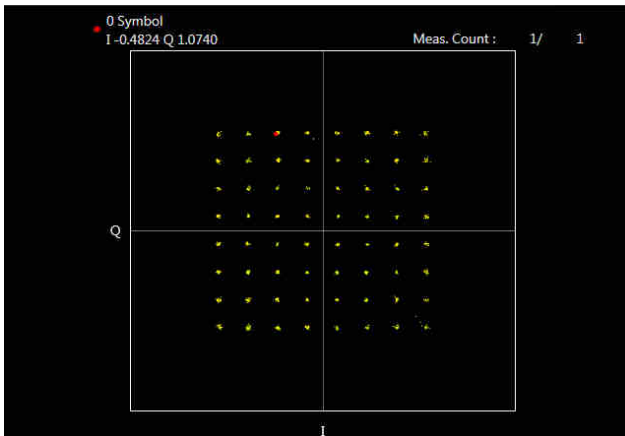 0 Symbol
I -0.4824 Q 1.0740
Meas. Count : 1/ 1
Q
I